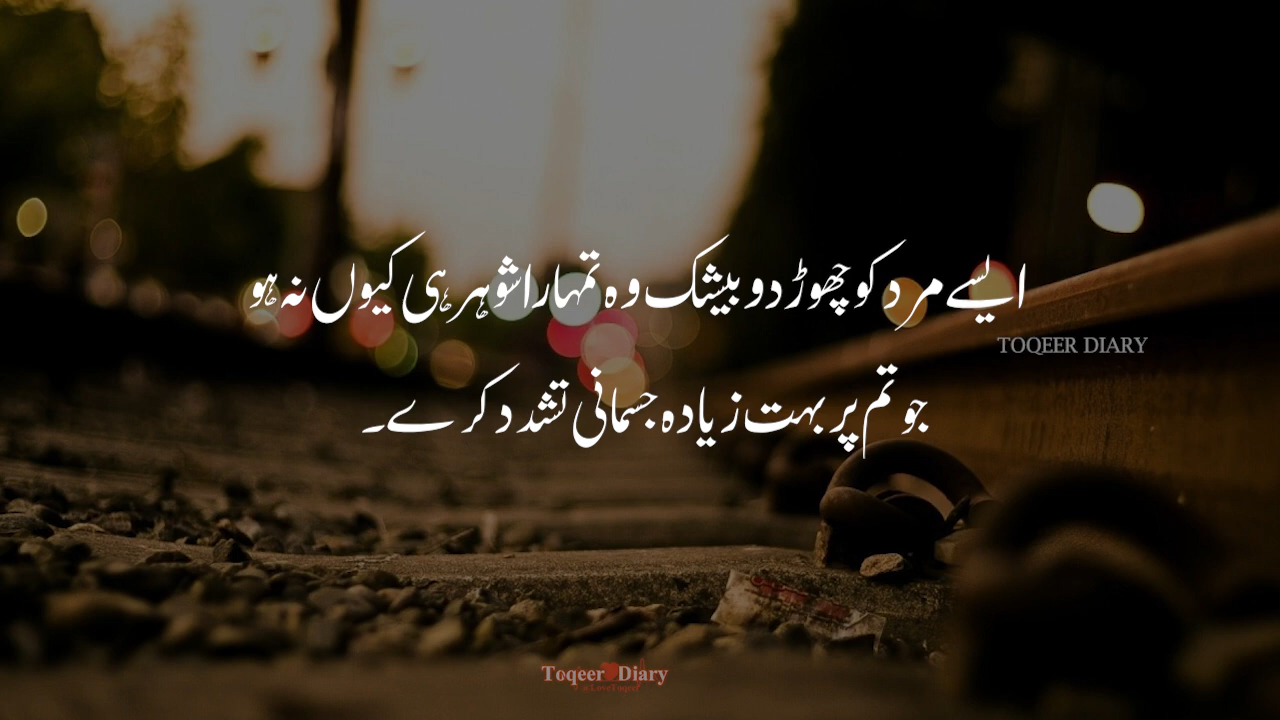 ایسے مرد کو چھوڑ دو بیشک وہ تمہارا شوہر ہی کیوں نہ ہو
TOQEER DIARY
جو تم پر بہت زیادہ جسمانی تشدد کرے۔
Toqeer Diary